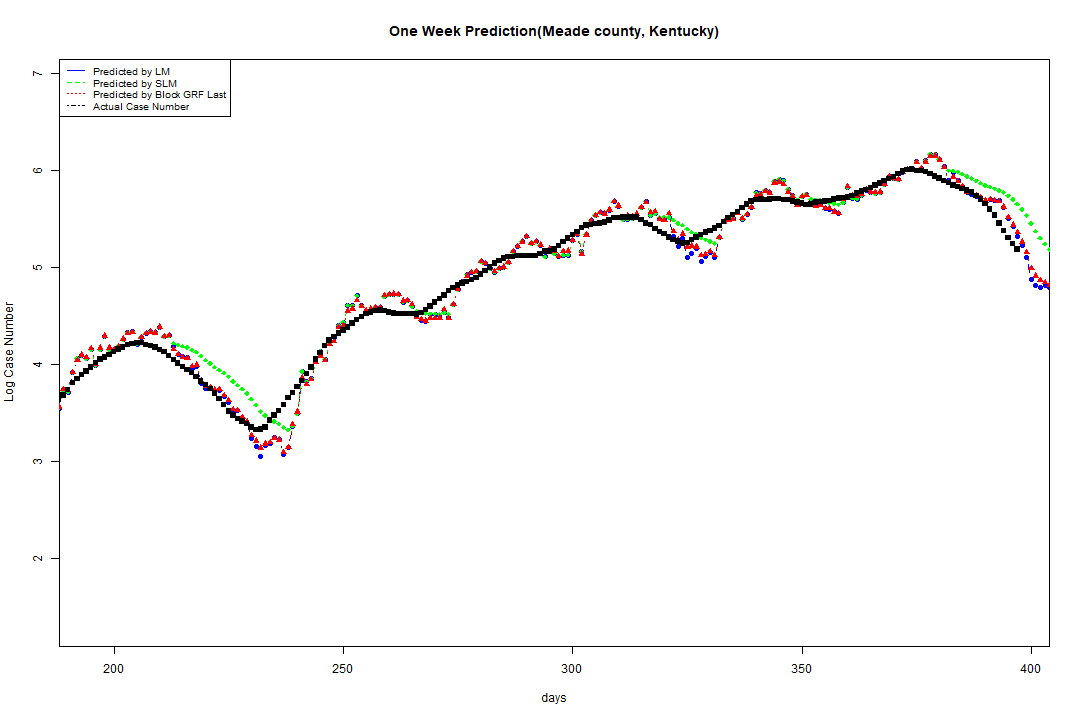 One Week Prediction(Meade county, Kentucky)
Predicted by LM
Predicted by SLM
Predicted by Block GRF Last
Actual Case Number
7
6
5
4
3
2
Log Case Number
200 250 300 350 400
days